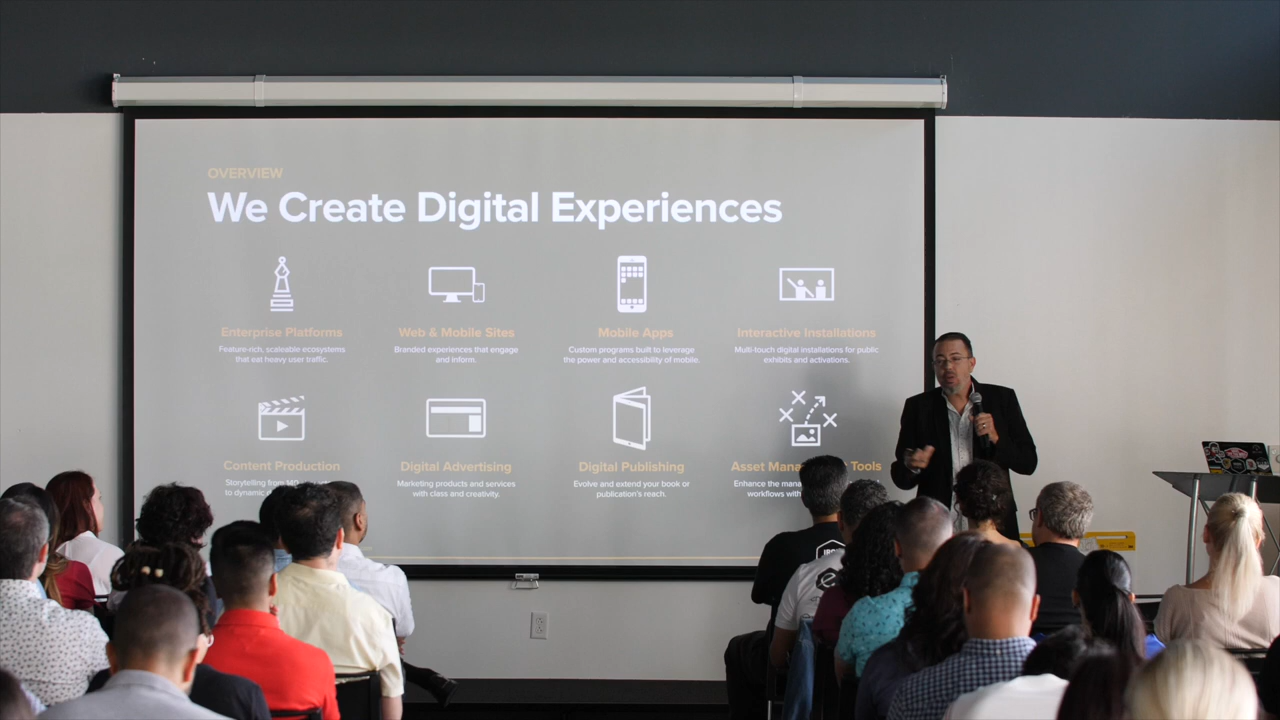 OVERVIEW
We Create Digital Experiences
Enterprise Platforms
Feature-rich, scaleable ecosystems
that eat heavy user traffic.
Web & Mobile Sites
Branded experiences that engage
and inform.
Mobile Apps
Custom programs built to leverage
the power and accessibility of mobile.
Interactive Installations
Multi-touch digital installations for public
exhibits and activations.
Content Production
Storytelling from 140
to dynamic
Digital Advertising
Marketing products and services
with class and creativity.
Digital Publishing
Evolve and extend your book or
publication's reach.
Asset Tools
Enhance the
workflows with